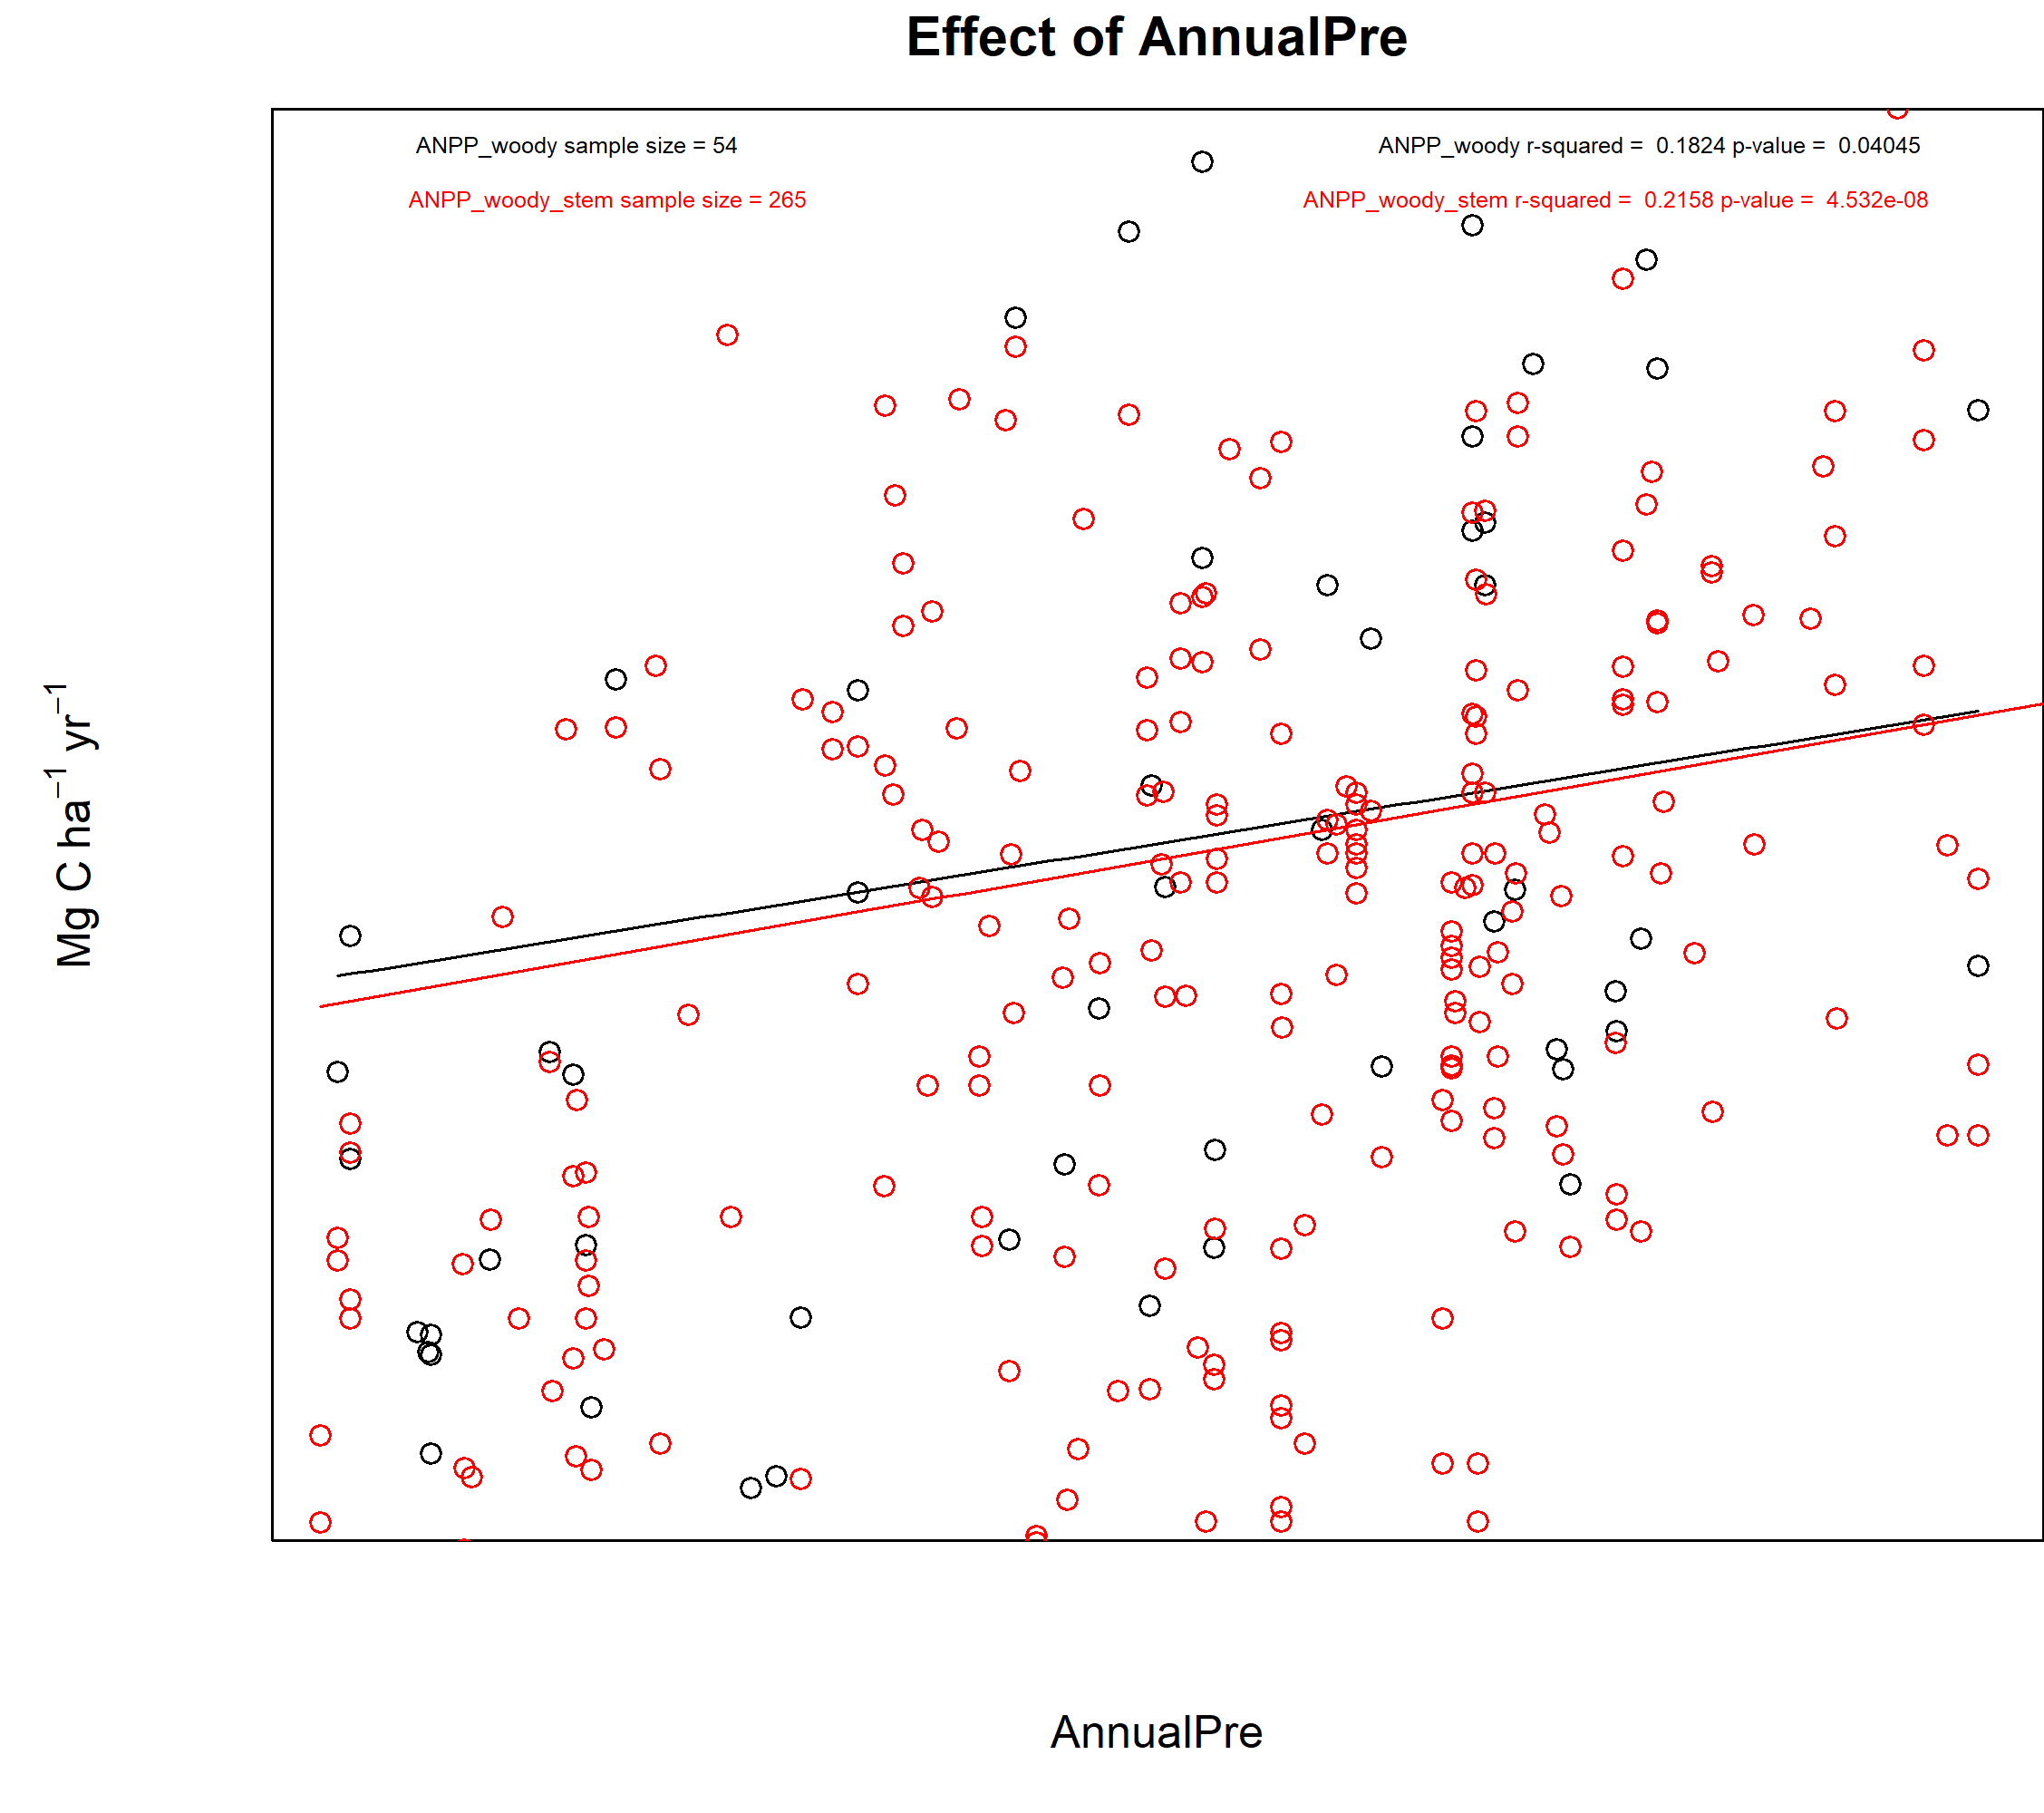 Effect of AnnualPre
ANPP_woody sample size = 54
ANPP_woody r-squared =  0.1824 p-value =  0.04045
ANPP_woody_stem sample size = 265
ANPP_woody_stem r-squared =  0.2158 p-value =  4.532e-08
Mg C ha⁻¹ yr⁻¹
AnnualPre